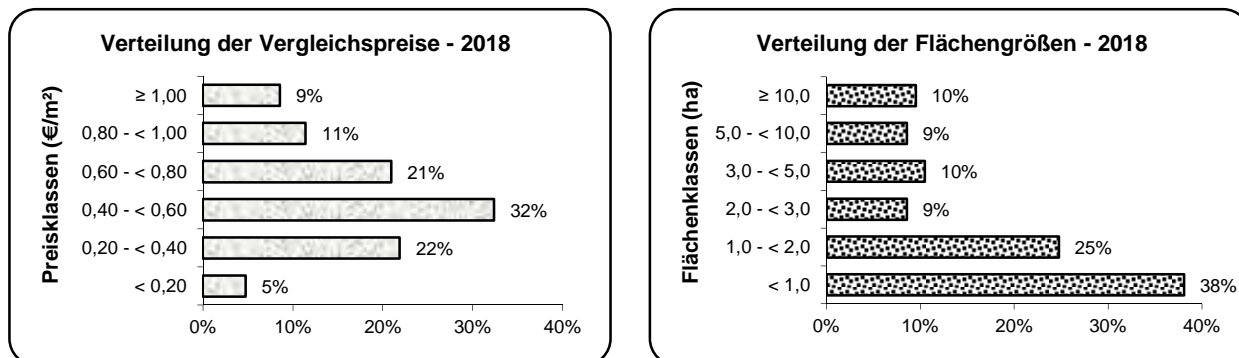 Verteilung der Vergleichspreise - 2018
Preisklassen (€/m²)
≥ 1,00
9%
0,80 - < 1,00
11%
0,60 - < 0,80
21%
0,40 - < 0,60
32%
0,20 - < 0,40
22%
< 0,20
5%
0%
10%
20%
30%
40%
Verteilung der Flächengrößen - 2018
Flächenklassen (ha)
≥ 10,0
10%
5,0 - < 10,0
9%
3,0 - < 5,0
10%
2,0 - < 3,0
9%
1,0 - < 2,0
25%
< 1,0
38%
0%
10%
20%
30%
40%